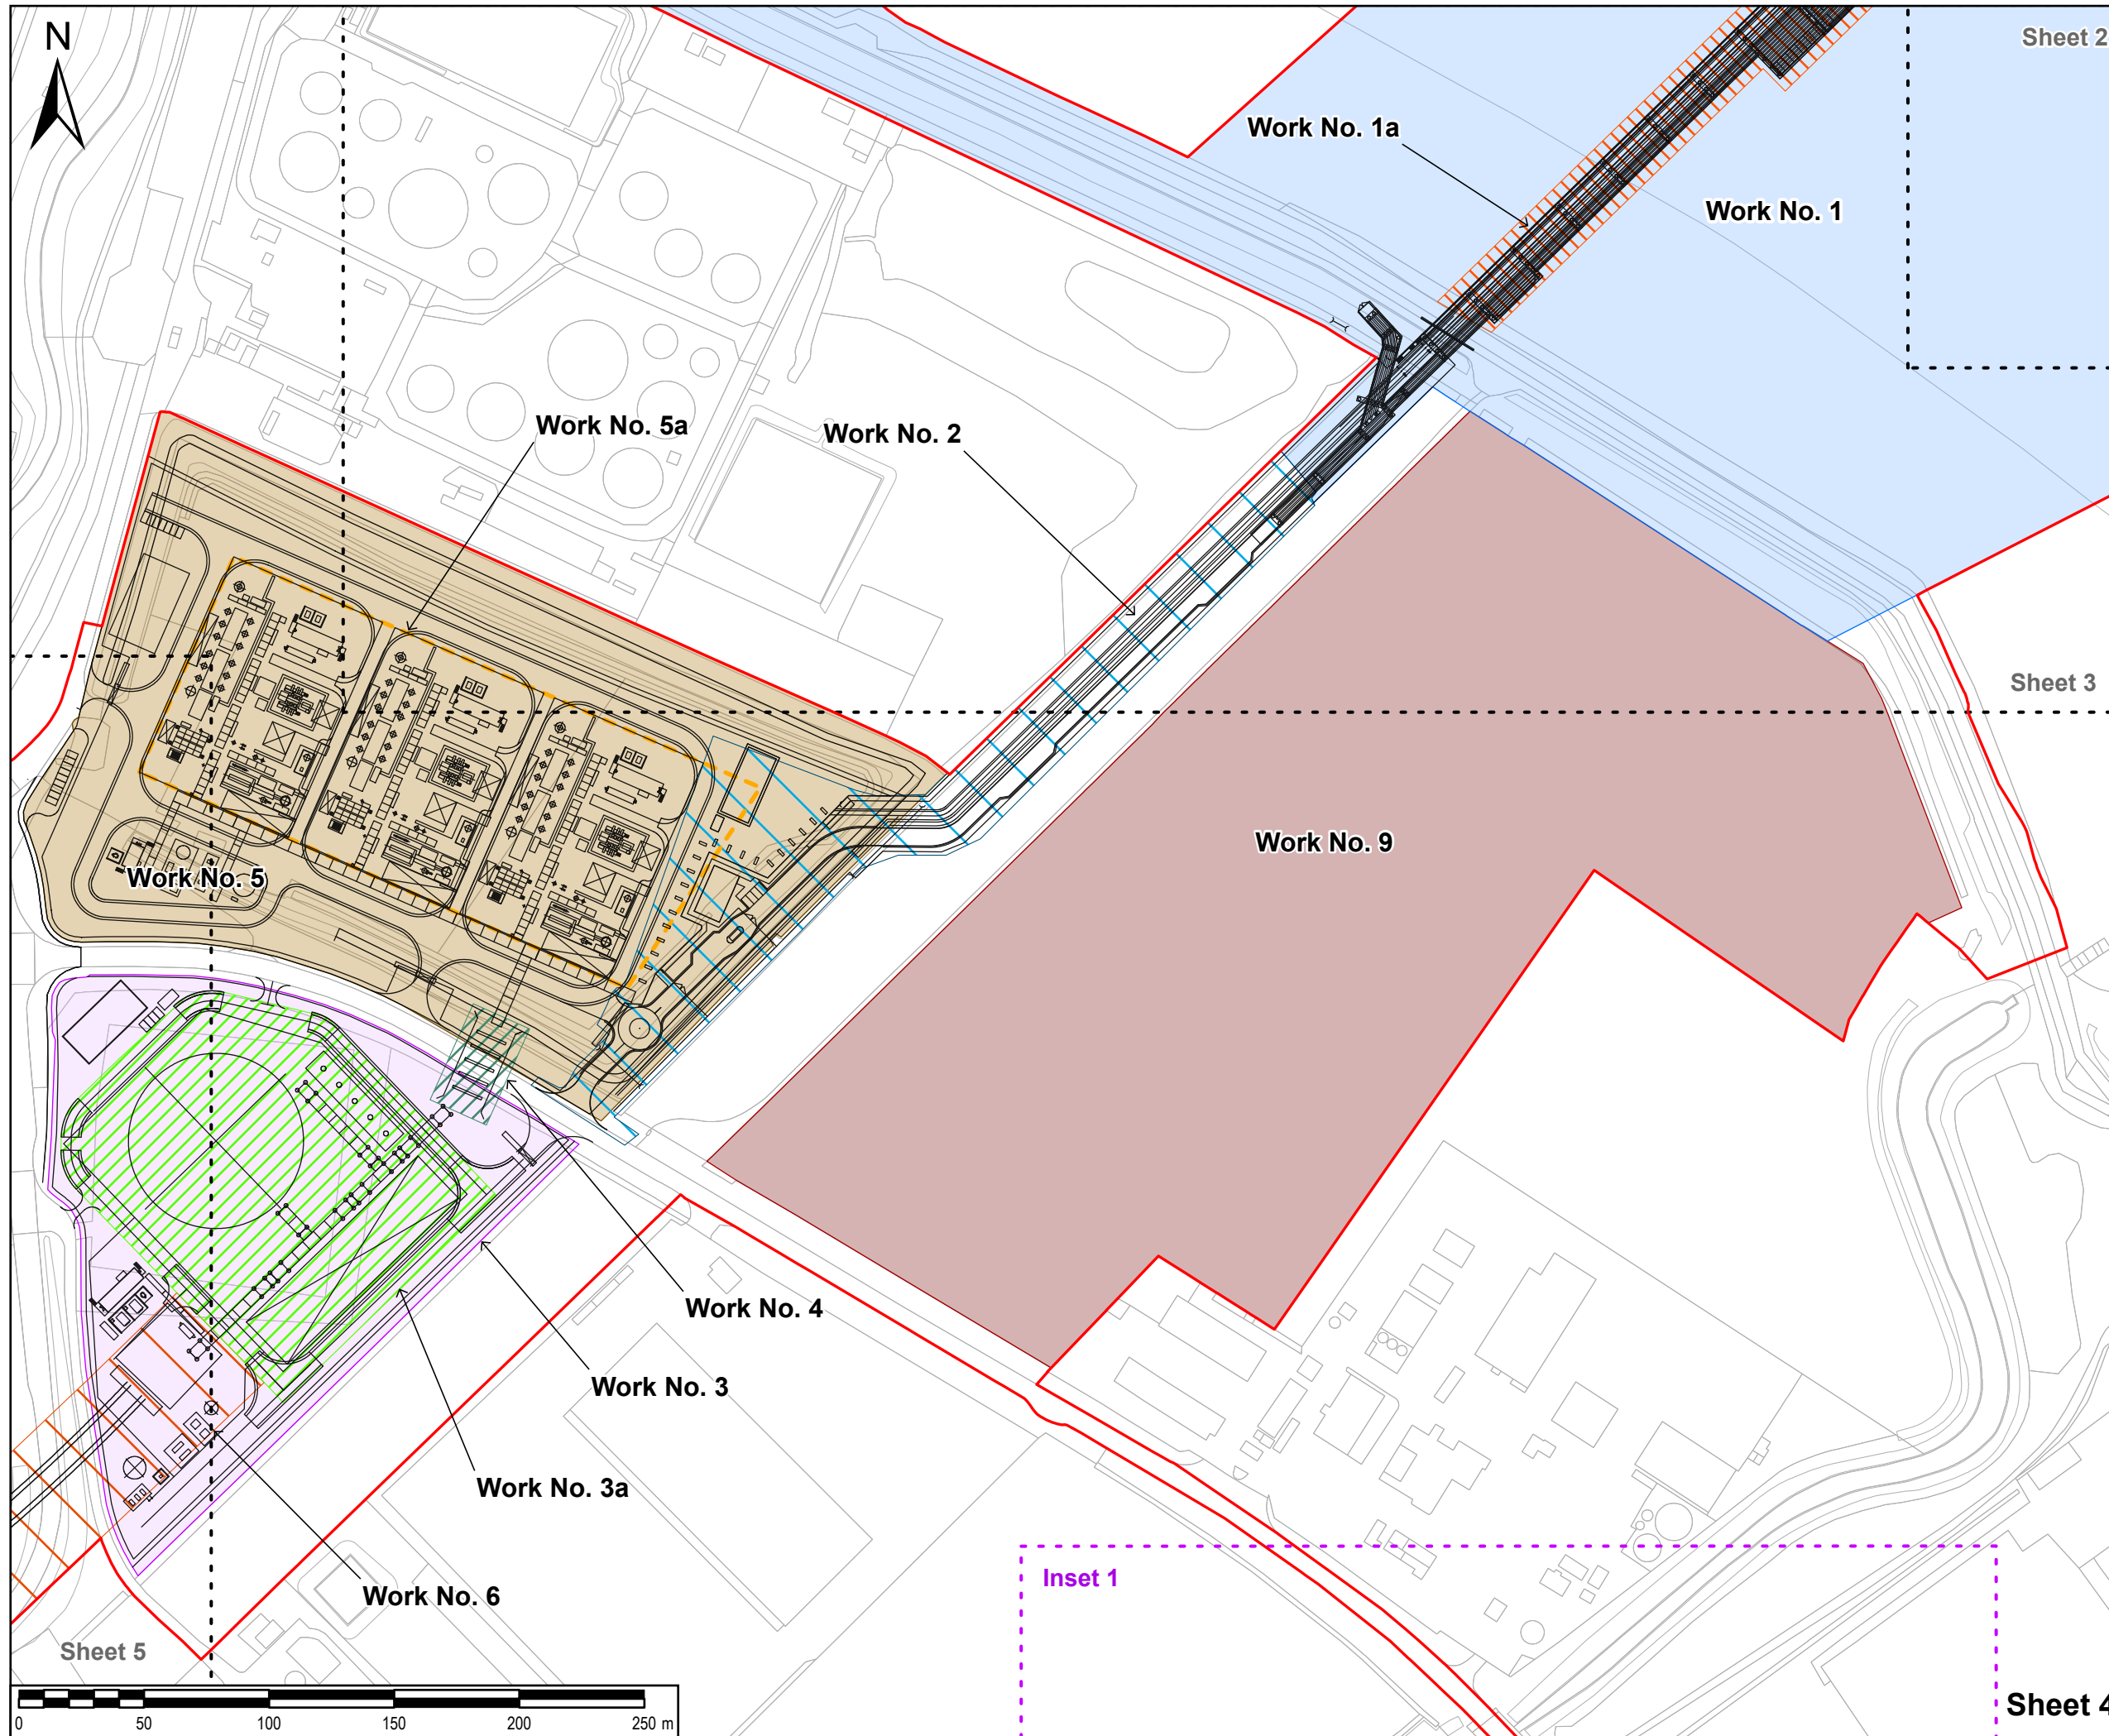 N
Sheet 2
Work No. 1a
Work No. 1
Work No. 5a
Work No. 2
Sheet 3
Work No. 9
Work No. 5
Work No. 4
Work No. 3
Work No. 3a
Inset 1
Work No. 6
Sheet 5
Sheet 4
0 50 100 150 200 250 m